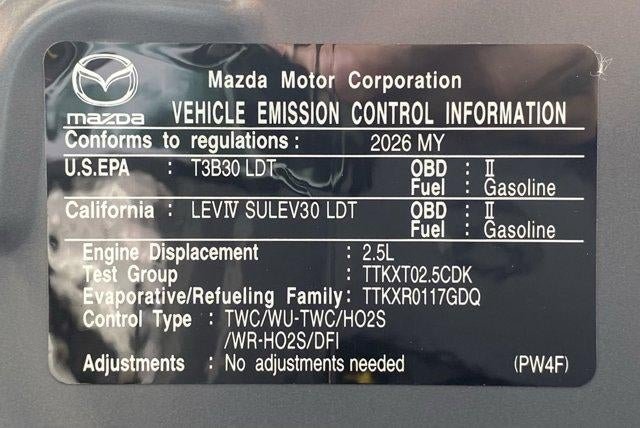 Mazda Motor Corporation
mazda VEHICLE EMISSION CONTROL INFORMATION
Conforms to regulations : 2026 MY
U.S.EPA : T3B30 LDT OBD : II
Fuel : Gasoline
California : LEVIV SULEV30 LDT OBD : II
Fuel : Gasoline
Engine Displacement : 2.5L
Test Group : TTKXT02.5CDK
Evaporative/Refueling Family : TTKXR0117GDQ
Control Type : TWC/WU-TWC/HO2S
/WR-HO2S/DFI
Adjustments : No adjustments needed (PW4F)